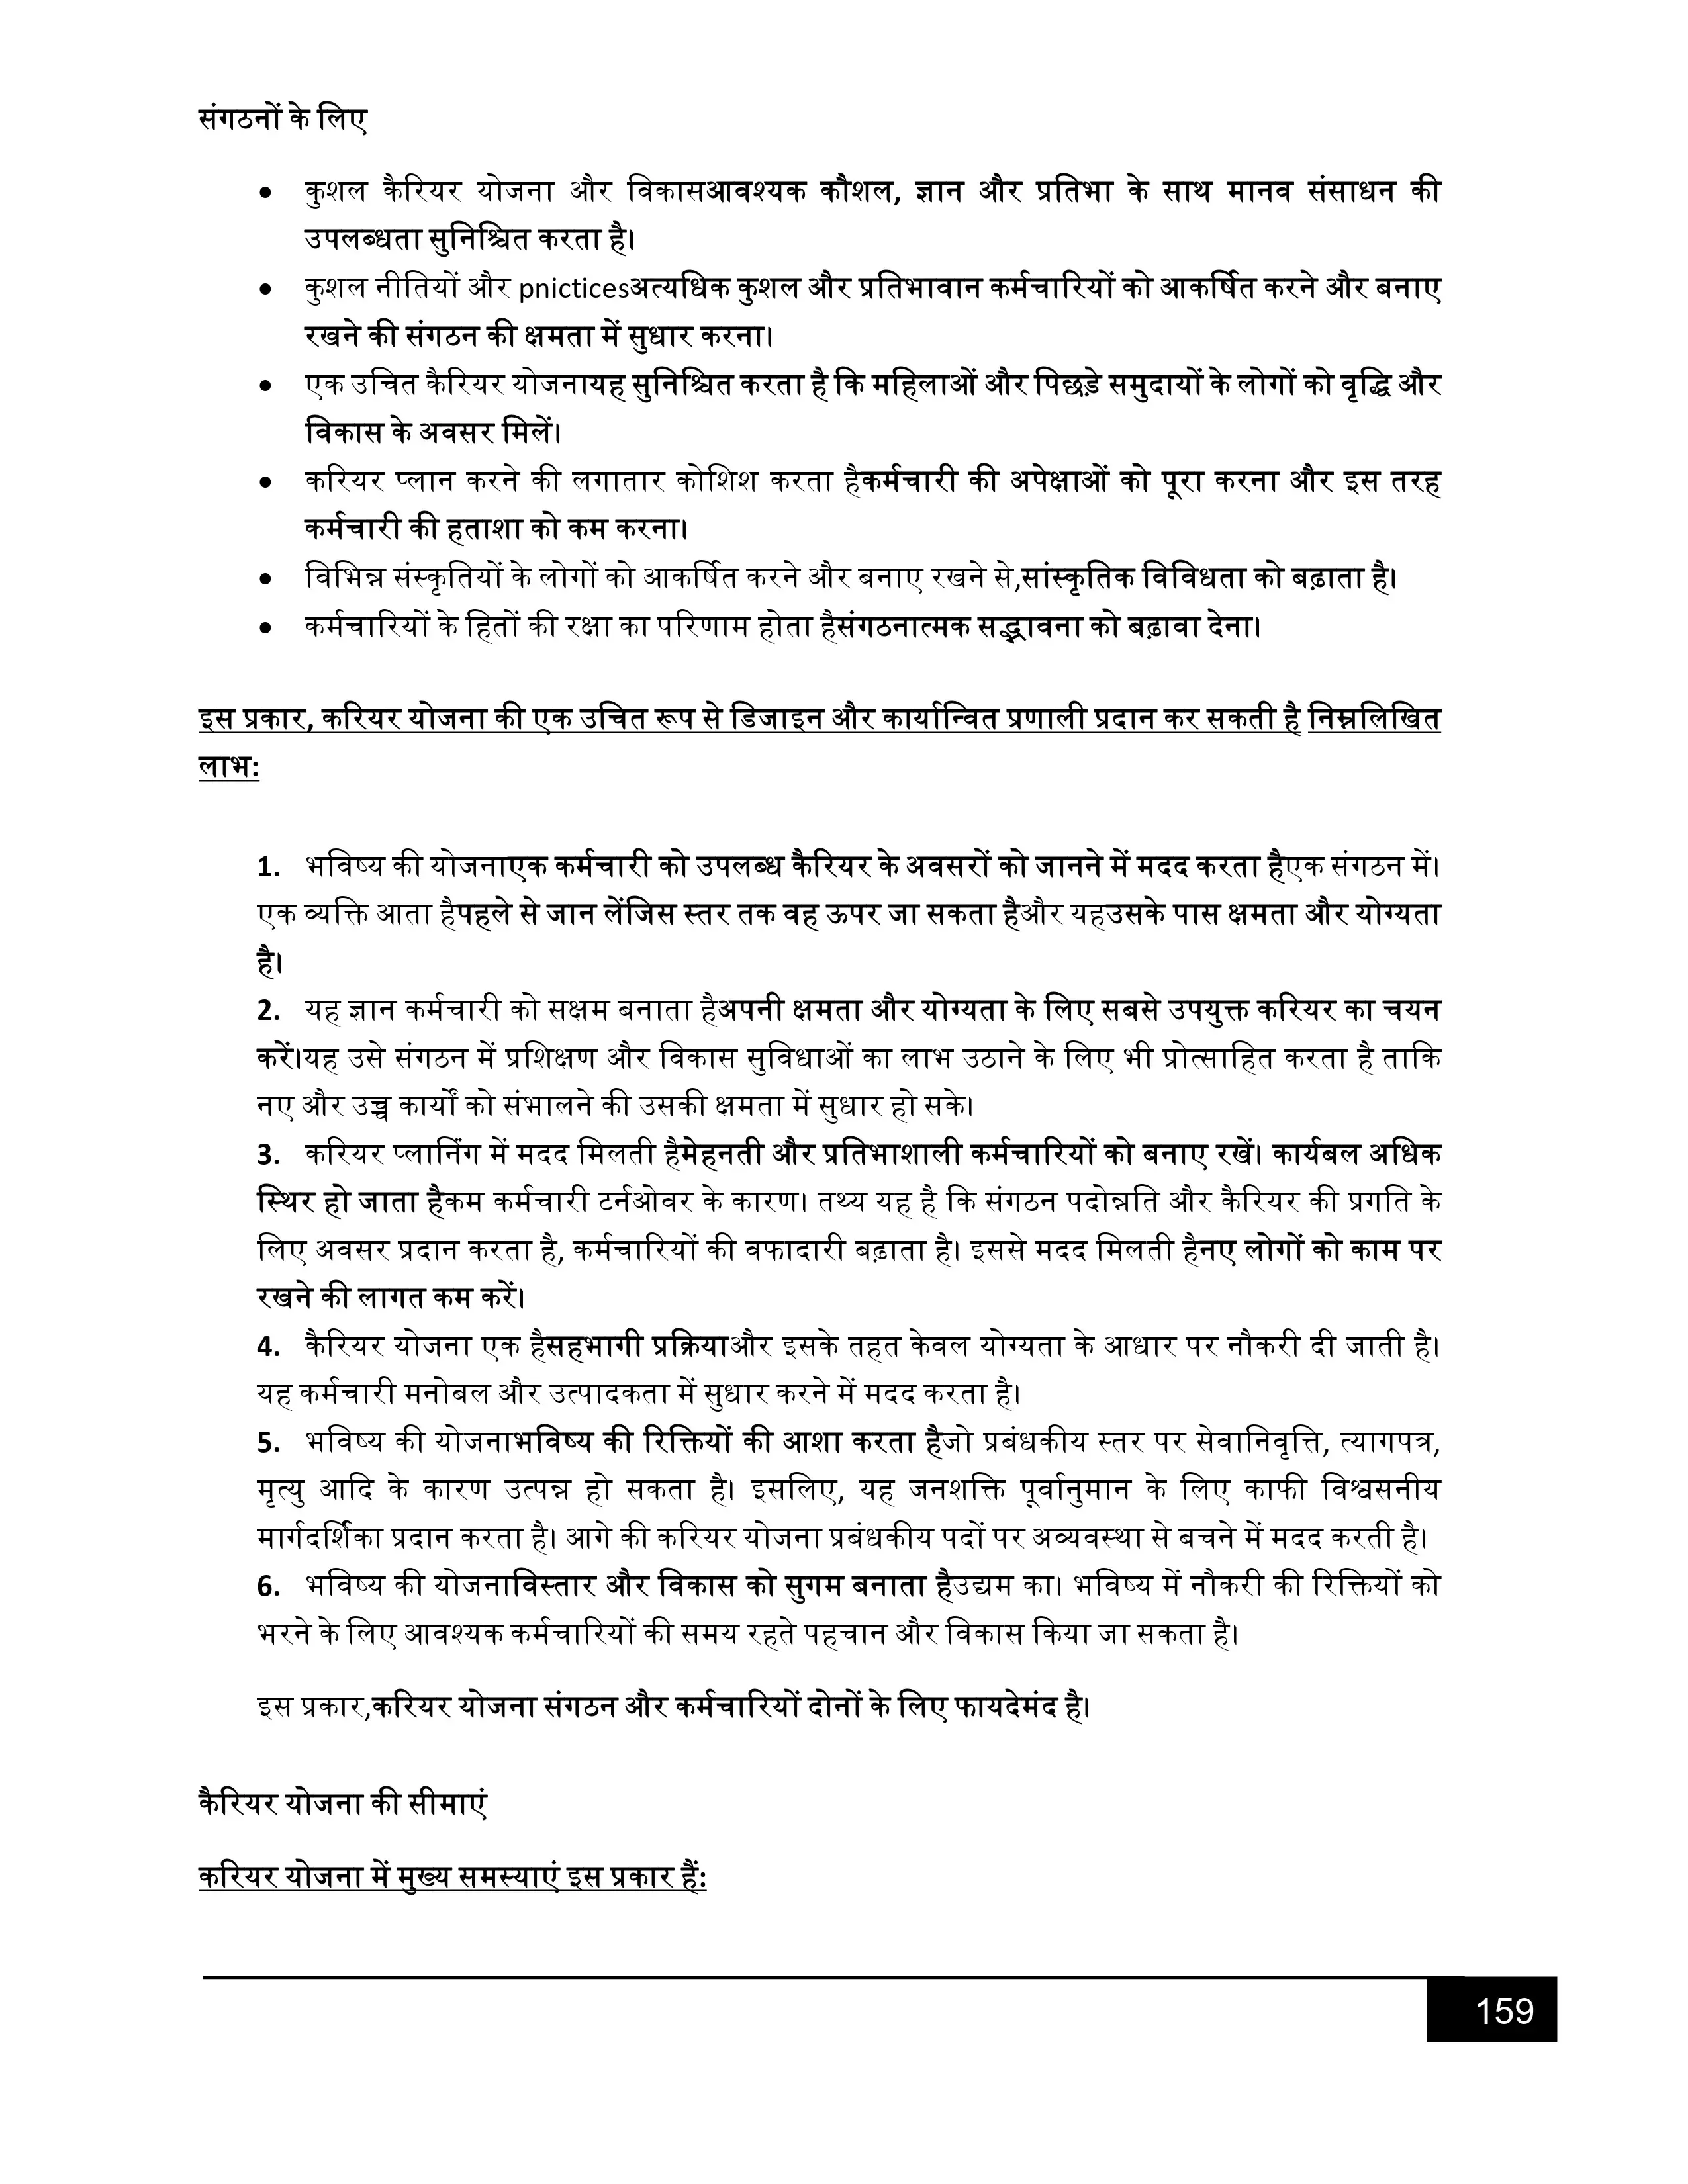 संगठनों के लिए
• कुशल कैरियर योजना और विकासआवश्यक कौशल, ज्ञान और प्रतिभा के साथ मानव संसाधन की
उपलब्धता सुनिश्चित करता है।
• कुशल नीतियों और pnicticesअत्यधिक कुशल और प्रतिभावान कर्मचारियों को आकर्षित करने और बनाए
रखने की संगठन की क्षमता में सुधार करना।
• एक उचित कैरियर योजनायह सुनिश्चित करता है कि महिलाओं और पिछड़े समुदायों के लोगों को वृद्धि और
विकास के अवसर मिलें।
• करियर प्लान करने की लगातार कोशिश करता हैकर्मचारी की अपेक्षाओं को पूरा करना और इस तरह
कर्मचारी की हताशा को कम करना।
• विभिन्न संस्कृतियों के लोगों को आकर्षित करने और बनाए रखने से,सांस्कृतिक विविधता को बढ़ाता है।
• कर्मचारियों के हितों की रक्षा का परिणाम होता हैसंगठनात्मक सद्भावना को बढ़ावा देना।
इस प्रकार, करियर योजना की एक उचित रूप से डिजाइन और कार्यान्वित प्रणाली प्रदान कर सकती है निम्नलिखित
लाभ:
1. भविष्य की योजनाएक कर्मचारी को उपलब्ध कैरियर के अवसरों को जानने में मदद करता हैएक संगठन में।
एक व्यक्ति आता हैपहले से जान लेंजिस स्तर तक वह ऊपर जा सकता हैऔर यहउसके पास क्षमता और योग्यता
है।
2. यह ज्ञान कर्मचारी को सक्षम बनाता हैअपनी क्षमता और योग्यता के लिए सबसे उपयुक्त करियर का चयन
करें।यह उसे संगठन में प्रशिक्षण और विकास सुविधाओं का लाभ उठाने के लिए भी प्रोत्साहित करता है ताकि
नए और उच्च कार्यों को संभालने की उसकी क्षमता में सुधार हो सके।
3. करियर प्लानिंग में मदद मिलती हैमेहनती और प्रतिभाशाली कर्मचारियों को बनाए रखें। कार्यबल अधिक
स्थिर हो जाता हैकम कर्मचारी टर्नओवर के कारण। तथ्य यह है कि संगठन पदोन्नति और कैरियर की प्रगति के
लिए अवसर प्रदान करता है, कर्मचारियों की वफादारी बढ़ाता है। इससे मदद मिलती हैनए लोगों को काम पर
रखने की लागत कम करें।
4. कैरियर योजना एक हैसहभागी प्रक्रियाऔर इसके तहत केवल योग्यता के आधार पर नौकरी दी जाती है।
यह कर्मचारी मनोबल और उत्पादकता में सुधार करने में मदद करता है।
5. भविष्य की योजनाभविष्य की रिक्तियों की आशा करता हैजो प्रबंधकीय स्तर पर सेवानिवृत्ति, त्यागपत्र,
मृत्यु आदि के कारण उत्पन्न हो सकता है। इसलिए, यह जनशक्ति पूर्वानुमान के लिए काफी विश्वसनीय
मार्गदर्शिका प्रदान करता है। आगे की करियर योजना प्रबंधकीय पदों पर अव्यवस्था से बचने में मदद करती है।
6. भविष्य की योजनाविस्तार और विकास को सुगम बनाता हैउद्यम का। भविष्य में नौकरी की रिक्तियों को
भरने के लिए आवश्यक कर्मचारियों की समय रहते पहचान और विकास किया जा सकता है।
इस प्रकार,करियर योजना संगठन और कर्मचारियों दोनों के लिए फायदेमंद है।
कैरियर योजना की सीमाएं
करियर योजना में मुख्य समस्याएं इस प्रकार हैं:
159